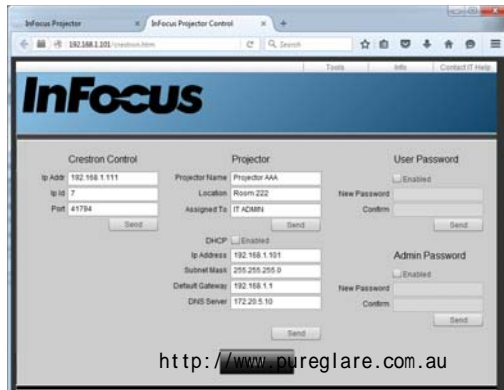 InFocus Projector
InFocus Projector Control
192.168.1.101/crestron.htm
Search
Tools
Info
Contact IT Help
InFocus
Crestron Control
Ip Addr 192.168.1.111
Ip Id 7
Port 41794
Send
Projector
Projector Name Projector AAA
Location Room 222
Assigned To IT ADMIN
Send
DHCP Enabled
Ip Address 192.168.1.101
Subnet Mask 255.255.255.0
Default Gateway 192.168.1.1
DNS Server 172.20.5.10
Send
User Password
Enabled
New Password
Confirm
Send
Admin Password
Enabled
New Password
Confirm
Send
http://www.pureglare.com.au